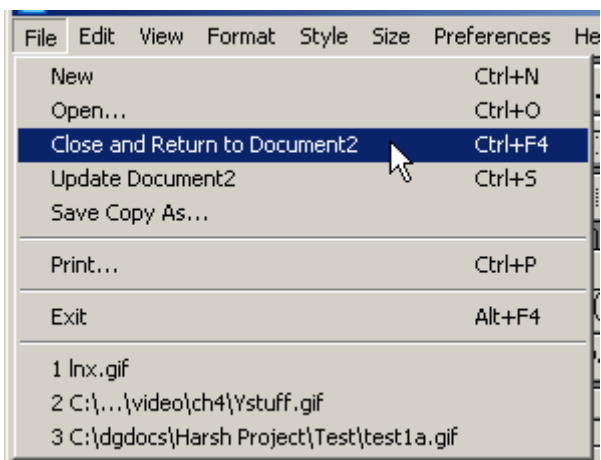 File Edit View Format Style Size Preferences He
New Ctrl+N
Open... Ctrl+O
Close and Return to Document2 Ctrl+F4
Update Document2 Ctrl+S
Save Copy As...
Print... Ctrl+P
Exit Alt+F4
1 lnx.gif
2 C:\...\video\ch4\Ystuff.gif
3 C:\dgdocs\Harsh Project\Test\test1a.gif